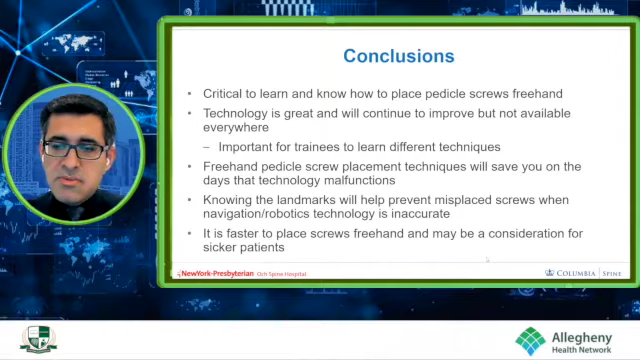 Conclusions
• Critical to learn and know how to place pedicle screws freehand
• Technology is great and will continue to improve but not available
everywhere
– Important for trainees to learn different techniques
• Freehand pedicle screw placement techniques will save you on the
days that technology malfunctions
• Knowing the landmarks will help prevent misplaced screws when
navigation/robotics technology is inaccurate
• It is faster to place screws freehand and may be a consideration for
sicker patients
NewYork-Presbyterian Och Spine Hospital
COLUMBIA SPINE
Allegheny
Health Network